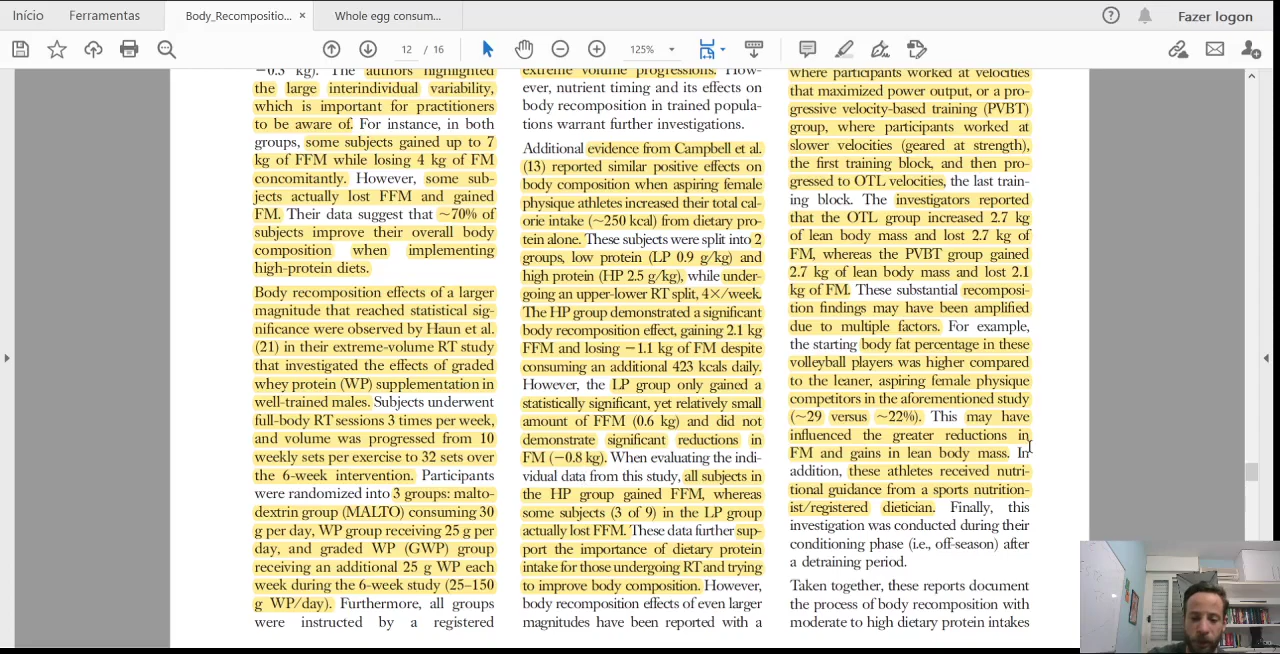 Início
Ferramentas
Body_Recompositio...
×
Whole egg consum...
Fazer logon
12 / 16
125%
−0.3 kg). The authors highlighted
the large interindividual variability,
which is important for practitioners
to be aware of. For instance, in both
groups, some subjects gained up to 7
kg of FFM while losing 4 kg of FM
concomitantly. However, some sub-
jects actually lost FFM and gained
FM. Their data suggest that ~70% of
subjects improve their overall body
composition when implementing
high-protein diets.
Body recomposition effects of a larger
magnitude that reached statistical sig-
nificance were observed by Haun et al.
(21) in their extreme-volume RT study
that investigated the effects of graded
whey protein (WP) supplementation in
well-trained males. Subjects underwent
full-body RT sessions 3 times per week,
and volume was progressed from 10
weekly sets per exercise to 32 sets over
the 6-week intervention. Participants
were randomized into 3 groups: malto-
dextrin group (MALTO) consuming 30
g per day, WP group receiving 25 g per
day, and graded WP (GWP) group
receiving an additional 25 g WP each
week during the 6-week study (25–150
g WP/day). Furthermore, all groups
were instructed by a registered
extreme volume progressions. How-
ever, nutrient timing and its effects on
body recomposition in trained popula-
tions warrant further investigations.
Additional evidence from Campbell et al.
(13) reported similar positive effects on
body composition when aspiring female
physique athletes increased their total cal-
orie intake (~250 kcal) from dietary pro-
tein alone. These subjects were split into 2
groups, low protein (LP 0.9 g/kg) and
high protein (HP 2.5 g/kg), while under-
going an upper-lower RT split, 4×/week.
The HP group demonstrated a significant
body recomposition effect, gaining 2.1 kg
FFM and losing −1.1 kg of FM despite
consuming an additional 423 kcals daily.
However, the LP group only gained a
statistically significant, yet relatively small
amount of FFM (0.6 kg) and did not
demonstrate significant reductions in
FM (−0.8 kg). When evaluating the indi-
vidual data from this study, all subjects in
the HP group gained FFM, whereas
some subjects (3 of 9) in the LP group
actually lost FFM. These data further sup-
port the importance of dietary protein
intake for those undergoing RT and trying
to improve body composition. However,
body recomposition effects of even larger
magnitudes have been reported with a
where participants worked at velocities
that maximized power output, or a pro-
gressive velocity-based training (PVBT)
group, where participants worked at
slower velocities (geared at strength),
the first training block, and then pro-
gressed to OTL velocities, the last train-
ing block. The investigators reported
that the OTL group increased 2.7 kg
of lean body mass and lost 2.7 kg of
FM, whereas the PVBT group gained
2.7 kg of lean body mass and lost 2.1
kg of FM. These substantial recomposi-
tion findings may have been amplified
due to multiple factors. For example,
the starting body fat percentage in these
volleyball players was higher compared
to the leaner, aspiring female physique
competitors in the aforementioned study
(~29 versus ~22%). This may have
influenced the greater reductions in
FM and gains in lean body mass. In
addition, these athletes received nutri-
tional guidance from a sports nutrition-
ist/registered dietician. Finally, this
investigation was conducted during their
conditioning phase (i.e., off-season) after
a detraining period.
Taken together, these reports document
the process of body recomposition with
moderate to high dietary protein intakes